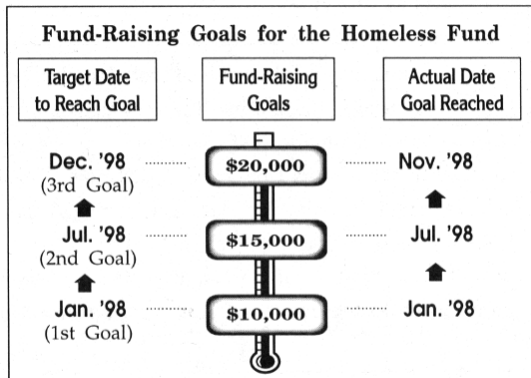 Fund-Raising Goals for the Homeless Fund
Target Date
to Reach Goal
Fund-Raising
Goals
Actual Date
Goal Reached
Dec. '98
(3rd Goal)
$20,000
Nov. '98
Jul. '98
(2nd Goal)
$15,000
Jul. '98
Jan. '98
(1st Goal)
$10,000
Jan. '98